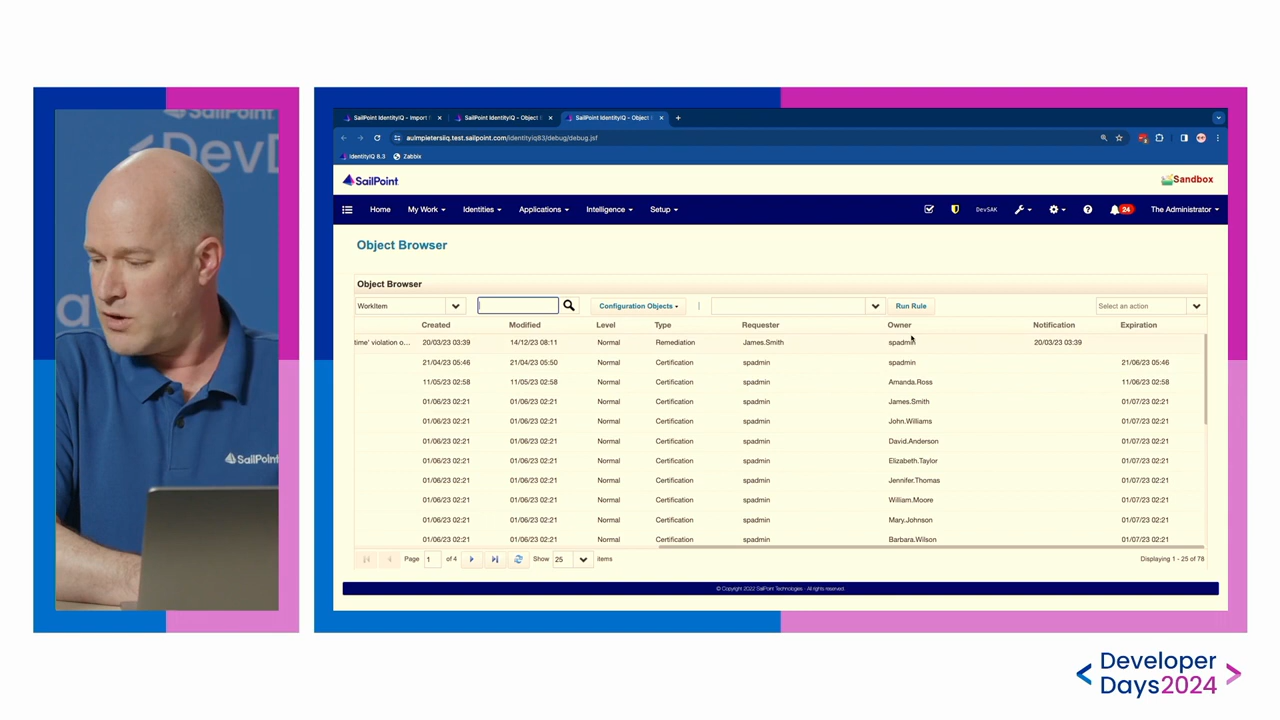 SailPoint
DevD
SailPoint
SailPoint IdentityIQ - Import
SailPoint IdentityIQ - Object
SailPoint IdentityIQ - Object
aulmpietersiiq.test.sailpoint.com/identityiq83/debug/debug.jsf
IdentityIQ 8.3 Zabbix
SailPoint
Sandbox
Home My Work Identities Applications Intelligence Setup DevSAK 24 The Administrator
Object Browser
Object Browser
WorkItem Configuration Objects | Run Rule Select an action
Created Modified Level Type Requester Owner Notification Expiration
time' violation o... 20/03/23 03:39 14/12/23 08:11 Normal Remediation James.Smith spadmin 20/03/23 03:39
21/04/23 05:46 21/04/23 05:50 Normal Certification spadmin spadmin 21/06/23 05:46
11/05/23 02:58 11/05/23 02:58 Normal Certification spadmin Amanda.Ross 11/06/23 02:58
01/06/23 02:21 01/06/23 02:21 Normal Certification spadmin James.Smith 01/07/23 02:21
01/06/23 02:21 01/06/23 02:21 Normal Certification spadmin John.Williams 01/07/23 02:21
01/06/23 02:21 01/06/23 02:21 Normal Certification spadmin David.Anderson 01/07/23 02:21
01/06/23 02:21 01/06/23 02:21 Normal Certification spadmin Elizabeth.Taylor 01/07/23 02:21
01/06/23 02:21 01/06/23 02:21 Normal Certification spadmin Jennifer.Thomas 01/07/23 02:21
01/06/23 02:21 01/06/23 02:21 Normal Certification spadmin William.Moore 01/07/23 02:21
01/06/23 02:21 01/06/23 02:21 Normal Certification spadmin Mary.Johnson 01/07/23 02:21
01/06/23 02:21 01/06/23 02:21 Normal Certification spadmin Barbara.Wilson 01/07/23 02:21
Page 1 of 4 Show 25 items Displaying 1 - 25 of 78
© Copyright 2022 SailPoint Technologies - All rights reserved.
Developer
Days2024